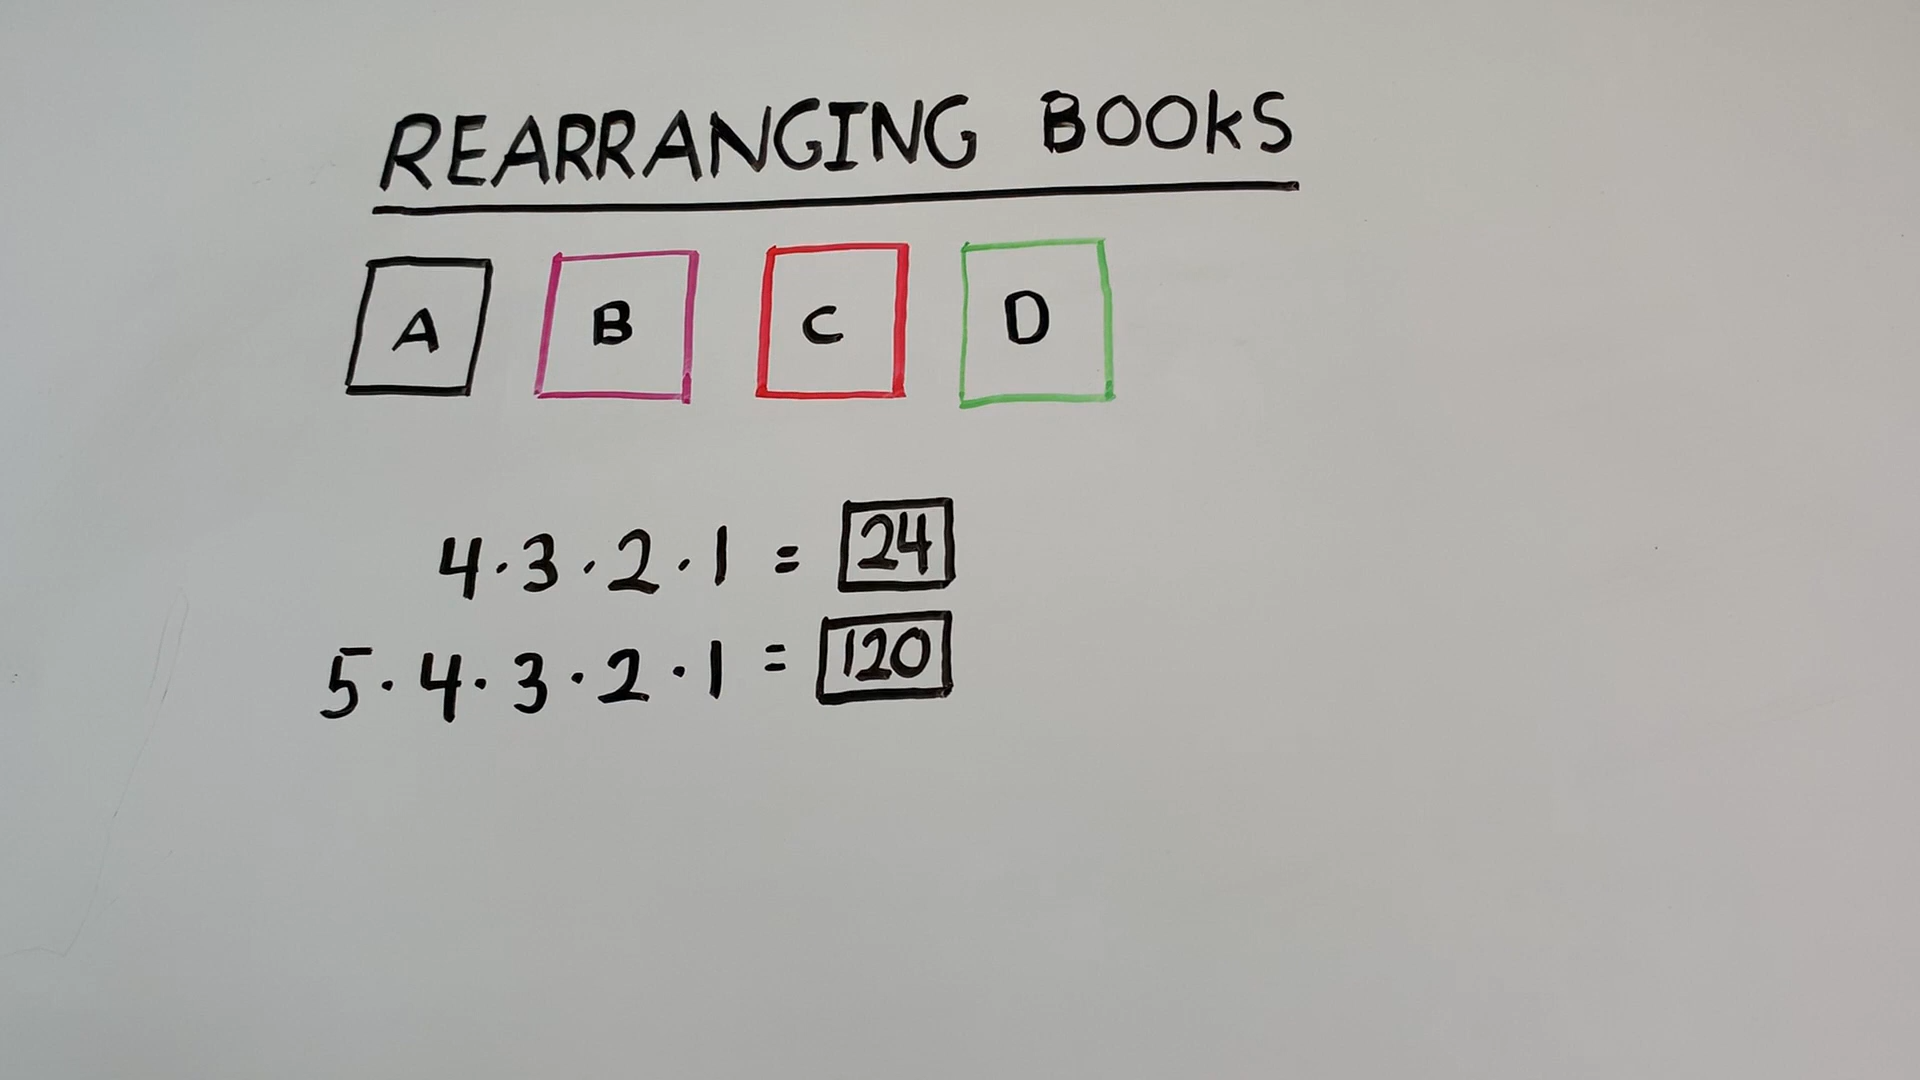 REARRANGING BOOKS
A B C D
4·3·2·1 = 24
5·4·3·2·1 = 120